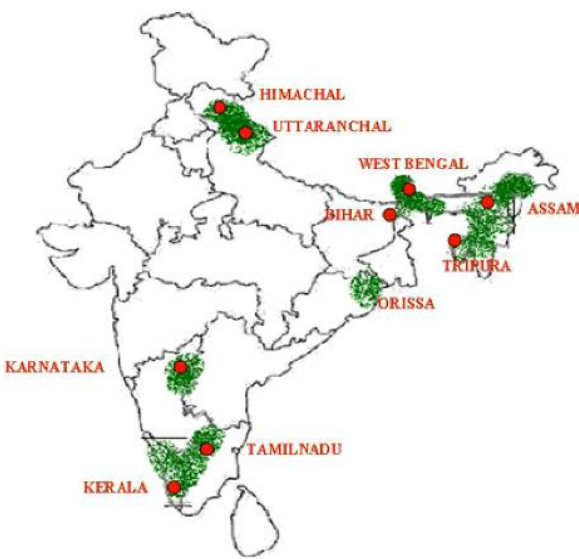 HIMACHAL
UTTARANCHAL
WEST BENGAL
BIHAR
ASSAM
TRIPURA
ORISSA
KARNATAKA
TAMILNADU
KERALA